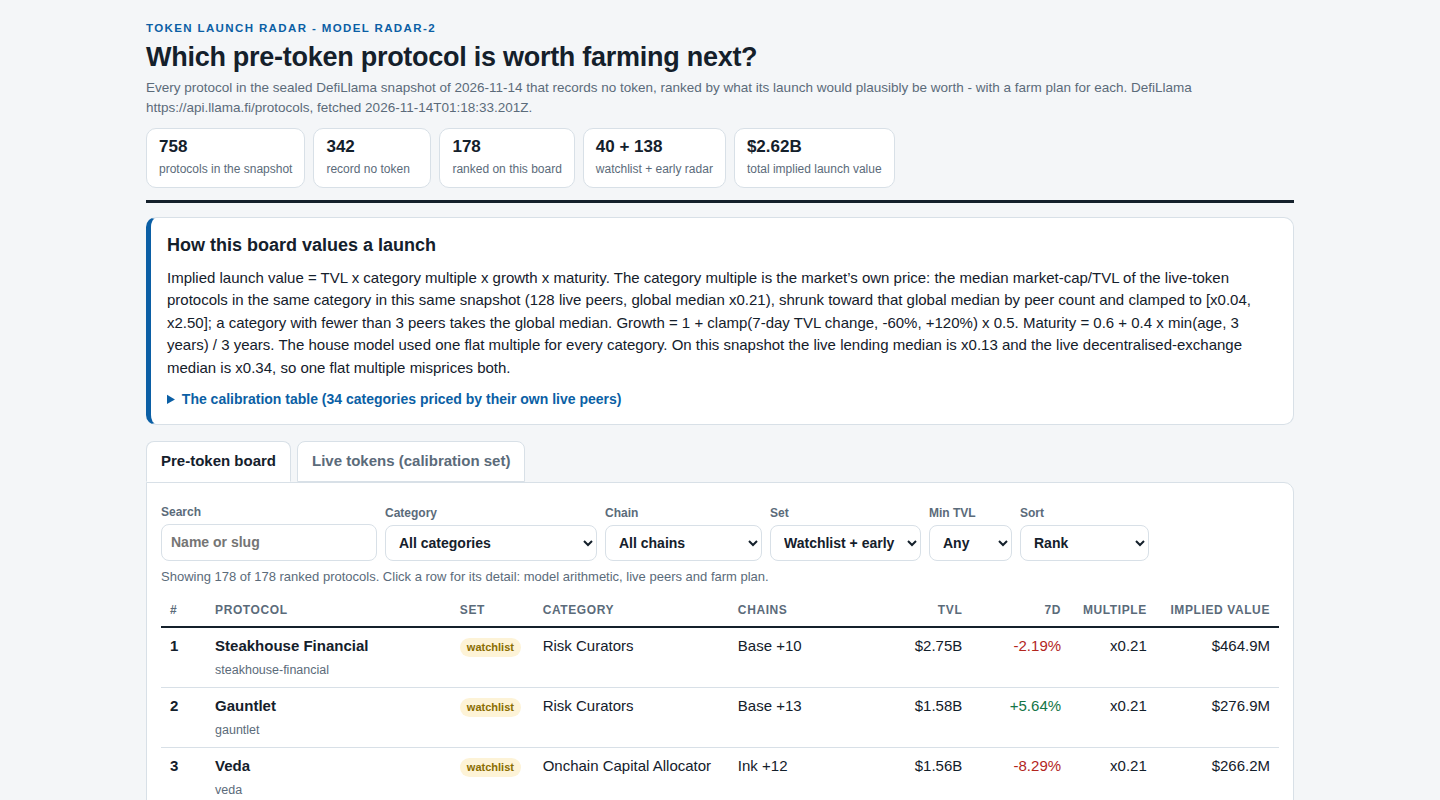 TOKEN LAUNCH RADAR - MODEL RADAR-2
Which pre-token protocol is worth farming next?
Every protocol in the sealed DefiLlama snapshot of 2026-11-14 that records no token, ranked by what its launch would plausibly be worth - with a farm plan for each. DefiLlama
https://api.llama.fi/protocols, fetched 2026-11-14T01:18:33.201Z.
758 342 178 40 + 138 $2.62B
protocols in the snapshot record no token ranked on this board watchlist + early radar total implied launch value
How this board values a launch
Implied launch value = TVL x category multiple x growth x maturity. The category multiple is the market's own price: the median market-cap/TVL of the live-token
protocols in the same category in this same snapshot (128 live peers, global median x0.21), shrunk toward that global median by peer count and clamped to [x0.04,
x2.50]; a category with fewer than 3 peers takes the global median. Growth = 1 + clamp(7-day TVL change, -60%, +120%) x 0.5. Maturity = 0.6 + 0.4 x min(age, 3
years) / 3 years. The house model used one flat multiple for every category. On this snapshot the live lending median is x0.13 and the live decentralised-exchange
median is x0.34, so one flat multiple misprices both.
The calibration table (34 categories priced by their own live peers)
Pre-token board Live tokens (calibration set)
Search Category Chain Set Min TVL Sort
Name or slug All categories All chains Watchlist + early Any Rank
Showing 178 of 178 ranked protocols. Click a row for its detail: model arithmetic, live peers and farm plan.
# PROTOCOL SET CATEGORY CHAINS TVL 7D MULTIPLE IMPLIED VALUE
1 Steakhouse Financial watchlist Risk Curators Base +10 $2.75B -2.19% x0.21 $464.9M
steakhouse-financial
2 Gauntlet watchlist Risk Curators Base +13 $1.58B +5.64% x0.21 $276.9M
gauntlet
3 Veda watchlist Onchain Capital Allocator Ink +12 $1.56B -8.29% x0.21 $266.2M
veda